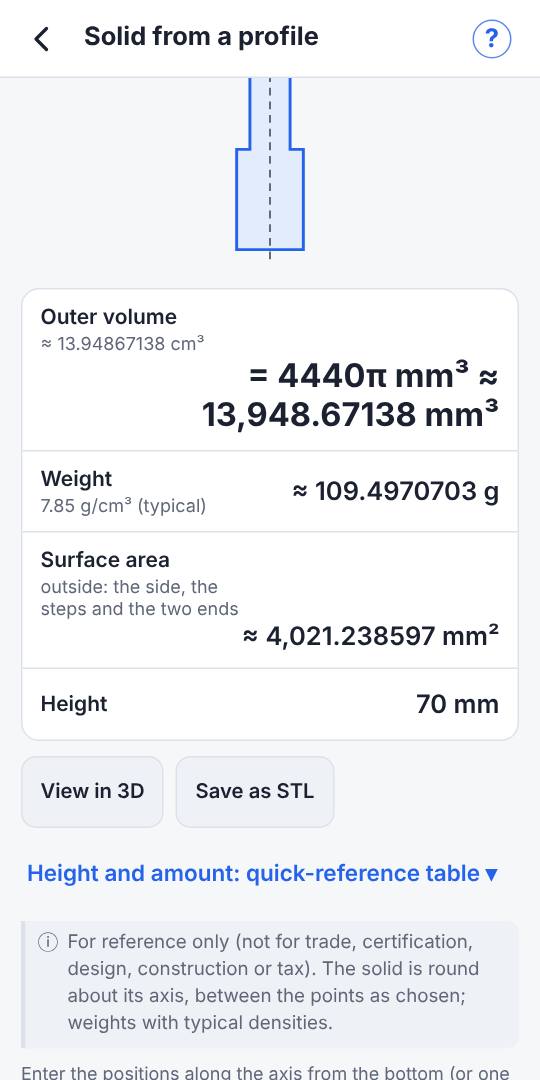 Solid from a profile
?
Outer volume
≈ 13.94867138 cm³
= 4440π mm³ ≈
13,948.67138 mm³
Weight
7.85 g/cm³ (typical)
≈ 109.4970703 g
Surface area
outside: the side, the
steps and the two ends
≈ 4,021.238597 mm²
Height
70 mm
View in 3D
Save as STL
Height and amount: quick-reference table ▾
ⓘ For reference only (not for trade, certification,
design, construction or tax). The solid is round
about its axis, between the points as chosen;
weights with typical densities.
Enter the positions along the axis from the bottom (or one